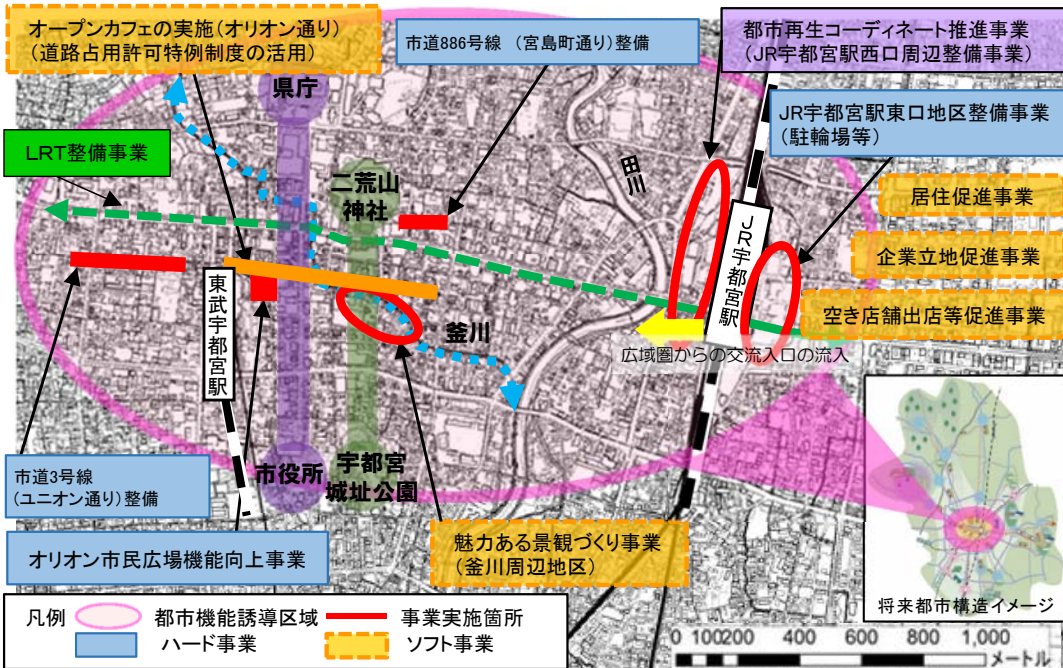 オープンカフェの実施(オリオン通り)
(道路占用許可特例制度の活用)
市道886号線 (宮島町通り)整備
都市再生コーディネート推進事業
(JR宇都宮駅西口周辺整備事業)
県庁
JR宇都宮駅東口地区整備事業
(駐輪場等)
LRT整備事業
二荒山
神社
田川
居住促進事業
企業立地促進事業
空き店舗出店等促進事業
JR宇都宮駅
東武宇都宮駅
釜川
広域圏からの交流入口の流入
市道3号線
(ユニオン通り)整備
市役所
宇都宮
城址公園
オリオン市民広場機能向上事業
魅力ある景観づくり事業
(釜川周辺地区)
将来都市構造イメージ
凡例
都市機能誘導区域
事業実施箇所
ハード事業
ソフト事業
0 100200 400 600 800 1,000
メートル